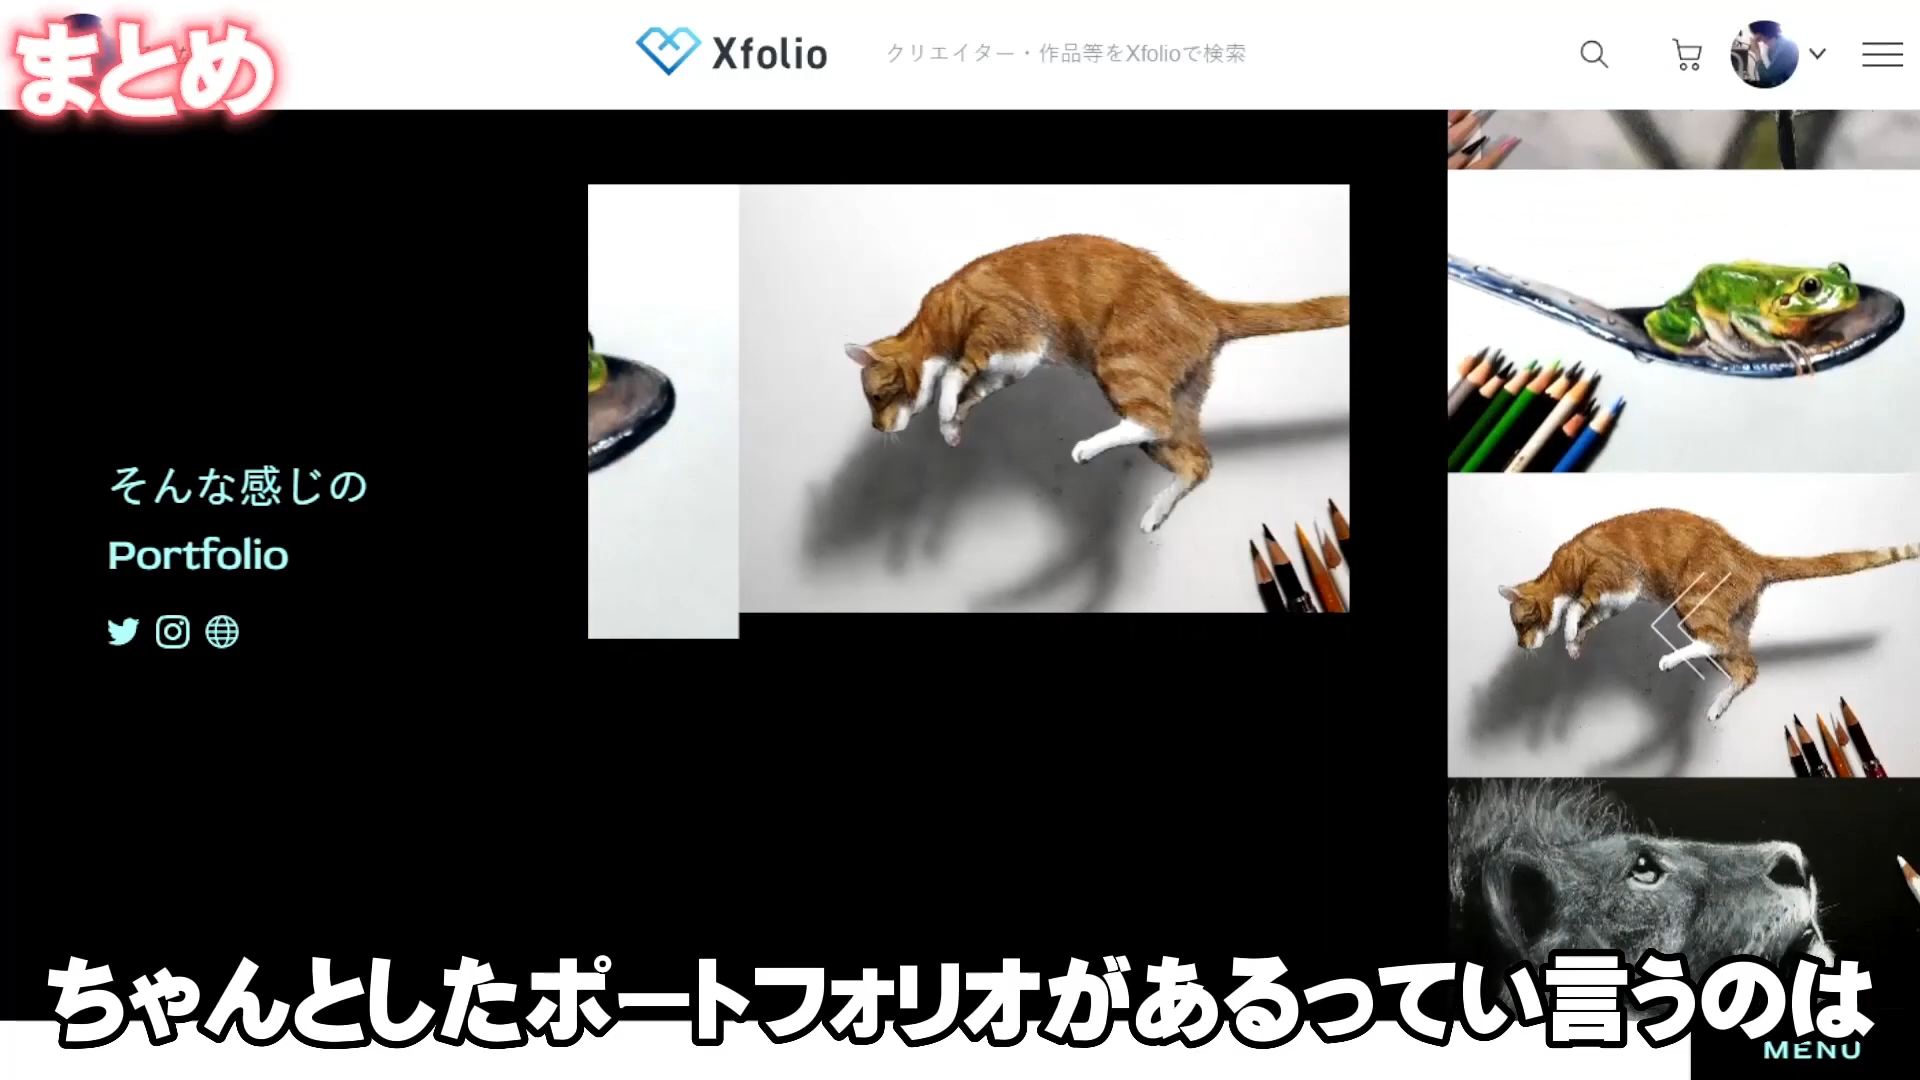 まとめ
Xfolio
クリエイター・作品等をXfolioで検索
そんな感じの
Portfolio
ちゃんとしたポートフォリオがあるってい言うのは
MENU